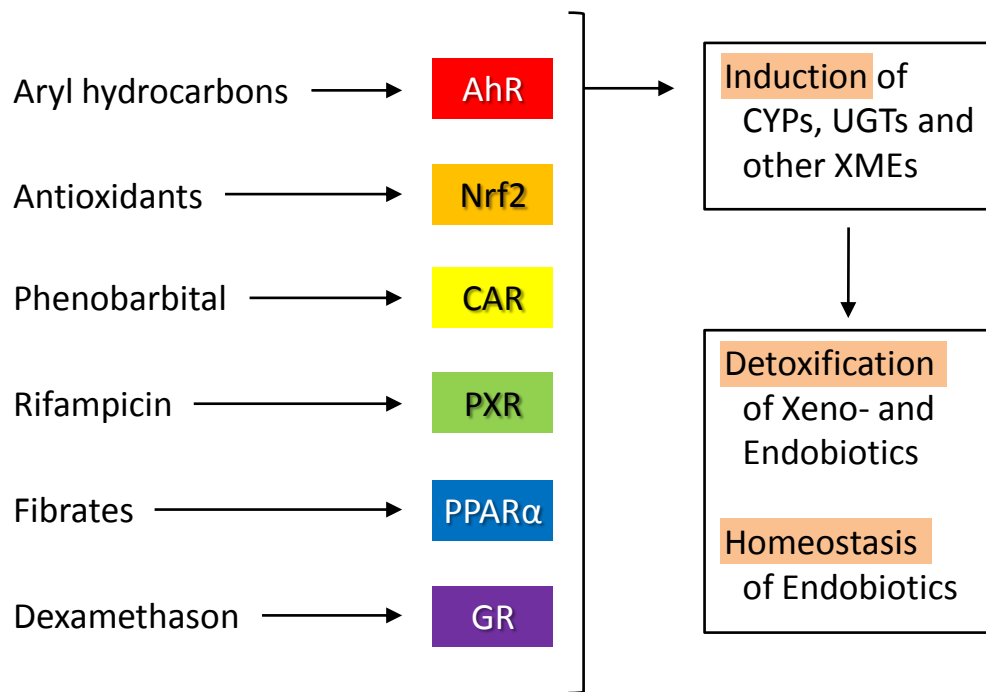 Aryl hydrocarbons
AhR
Antioxidants
Nrf2
Phenobarbital
CAR
Rifampicin
PXR
Fibrates
PPARα
Dexamethason
GR
Induction of
CYPs, UGTs and
other XMEs
Detoxification
of Xeno- and
Endobiotics
Homeostasis
of Endobiotics